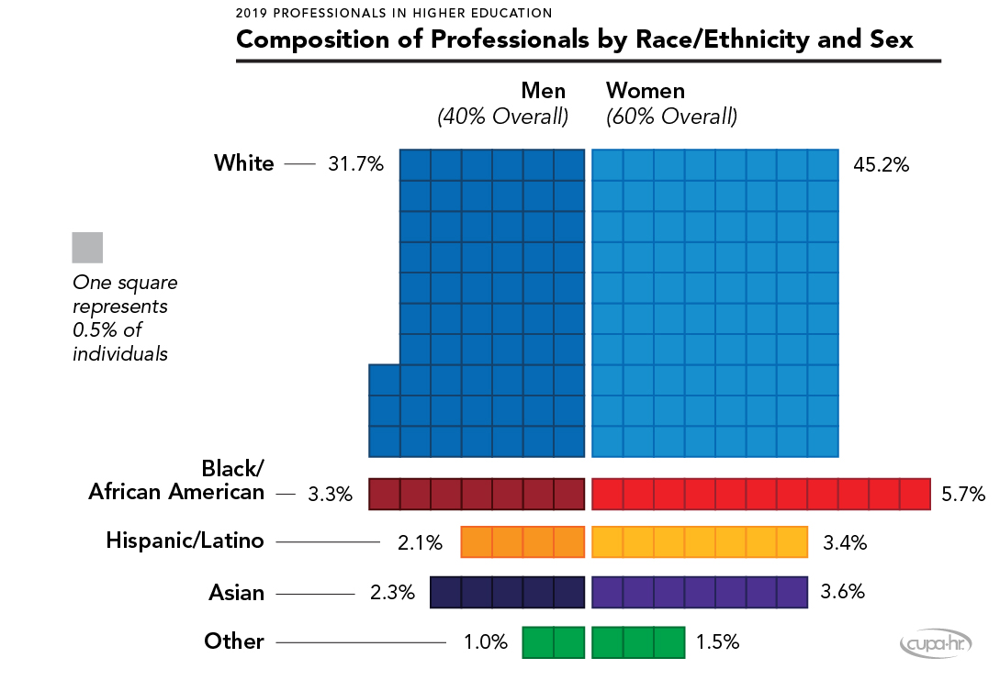 2019 PROFESSIONALS IN HIGHER EDUCATION
Composition of Professionals by Race/Ethnicity and Sex
Men
(40% Overall)
Women
(60% Overall)
White
31.7%
45.2%
One square
represents
0.5% of
individuals
Black/
African American
3.3%
5.7%
Hispanic/Latino
2.1%
3.4%
Asian
2.3%
3.6%
Other
1.0%
1.5%
cupa-hr.